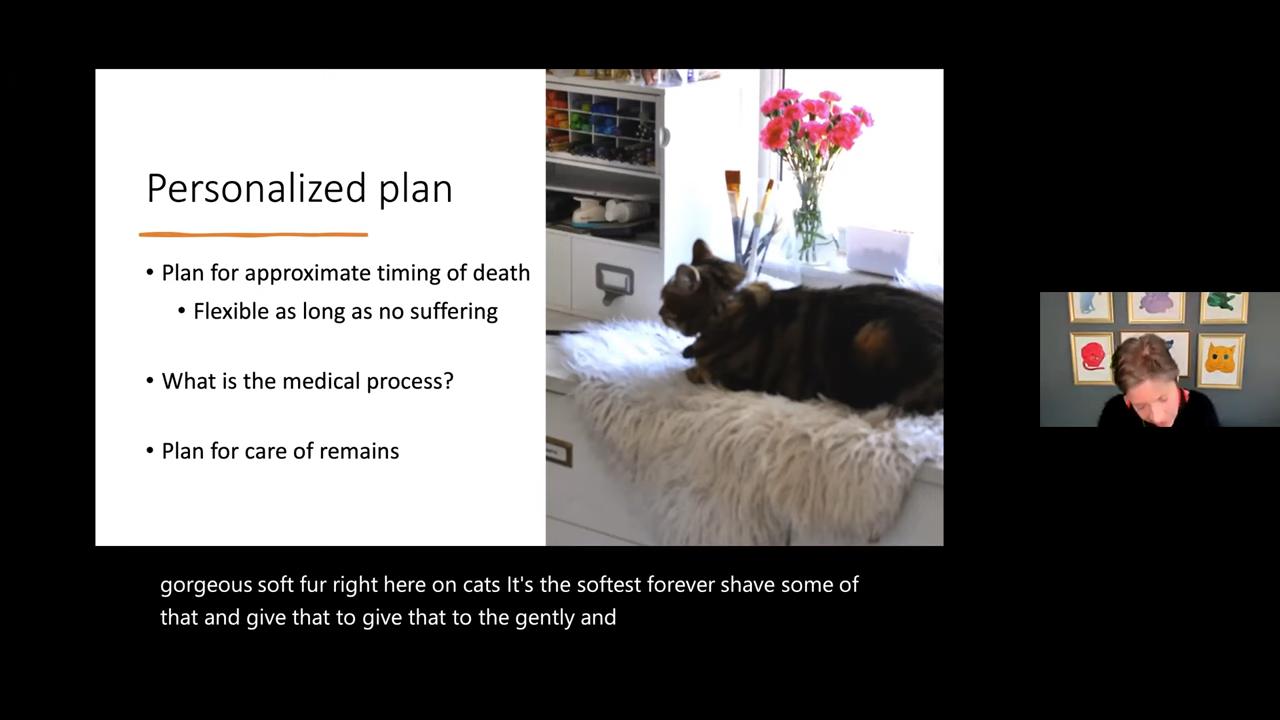 Personalized plan
• Plan for approximate timing of death
• Flexible as long as no suffering
• What is the medical process?
• Plan for care of remains
gorgeous soft fur right here on cats It's the softest forever shave some of
that and give that to give that to the gently and